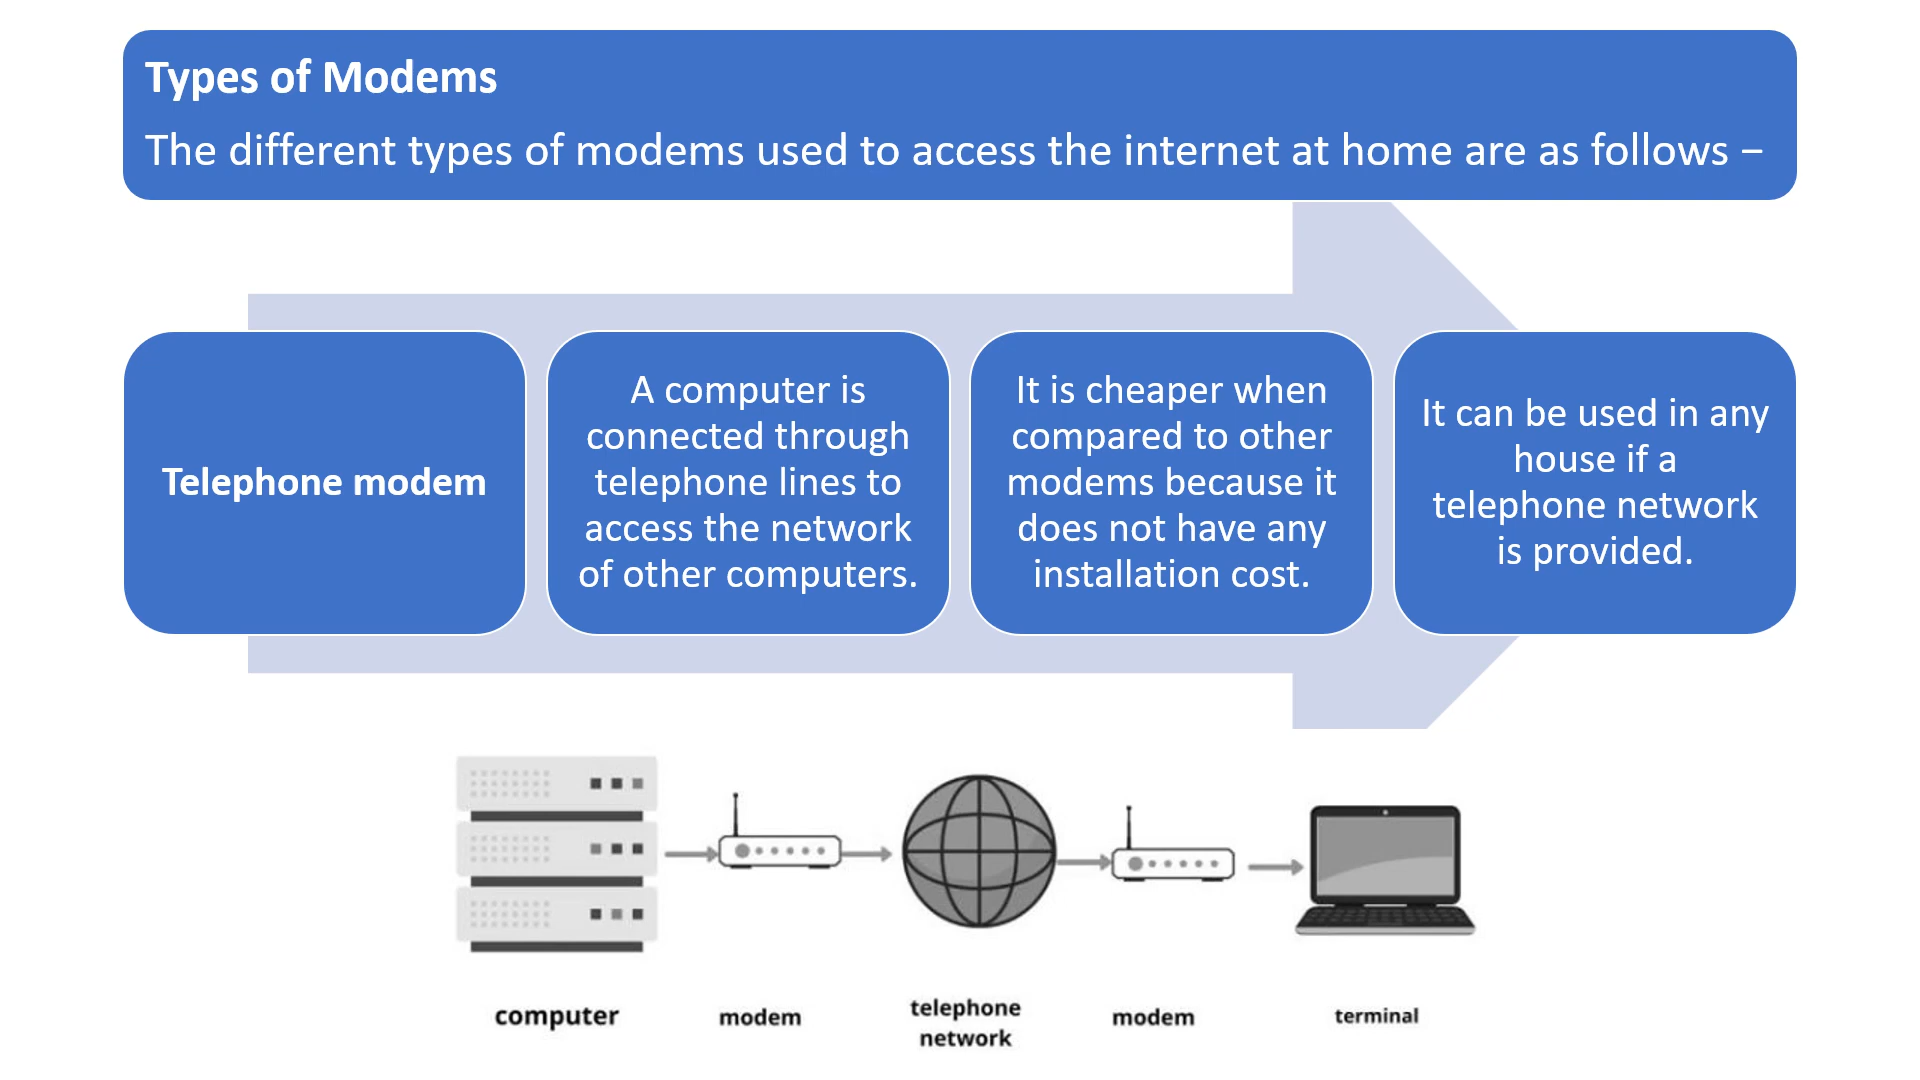 Types of Modems
The different types of modems used to access the internet at home are as follows −
Telephone modem
A computer is
connected through
telephone lines to
access the network
of other computers.
It is cheaper when
compared to other
modems because it
does not have any
installation cost.
It can be used in any
house if a
telephone network
is provided.
computer
modem
telephone
network
modem
terminal